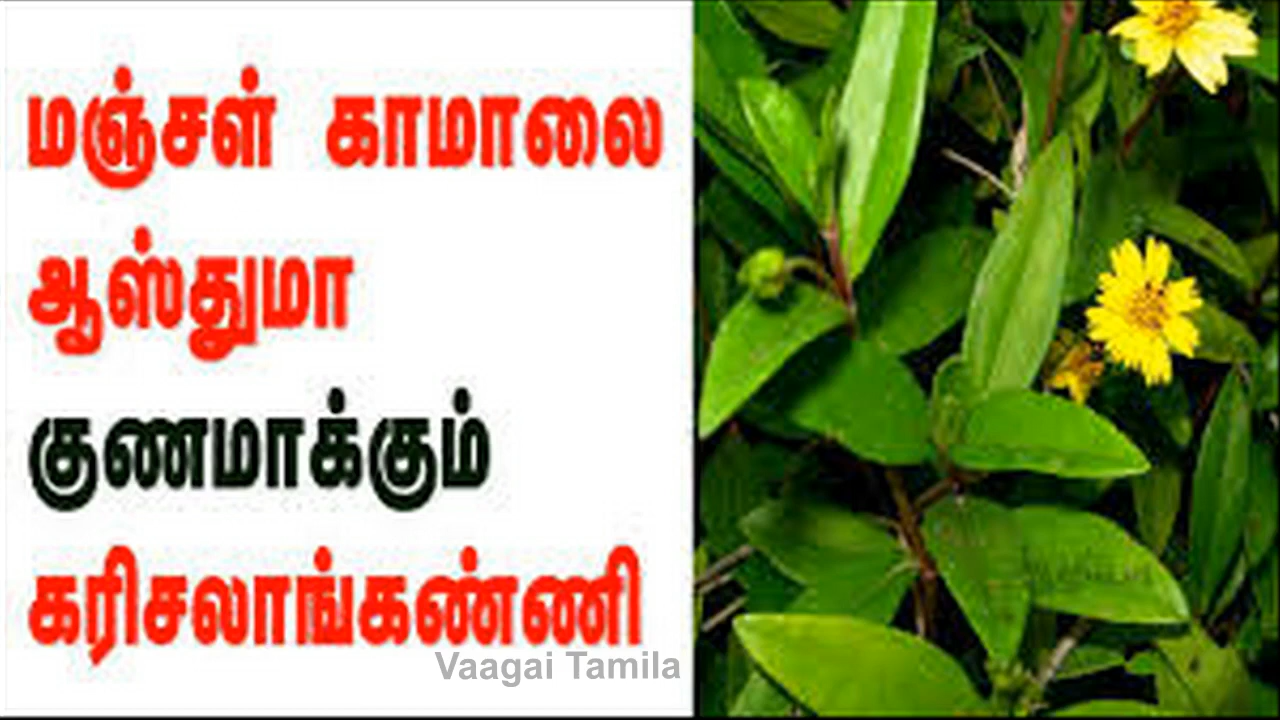 மஞ்சள் காமாலை
ஆஸ்துமா
குணமாக்கும்
கரிசலாங்கண்ணி
Vaagai Tamila